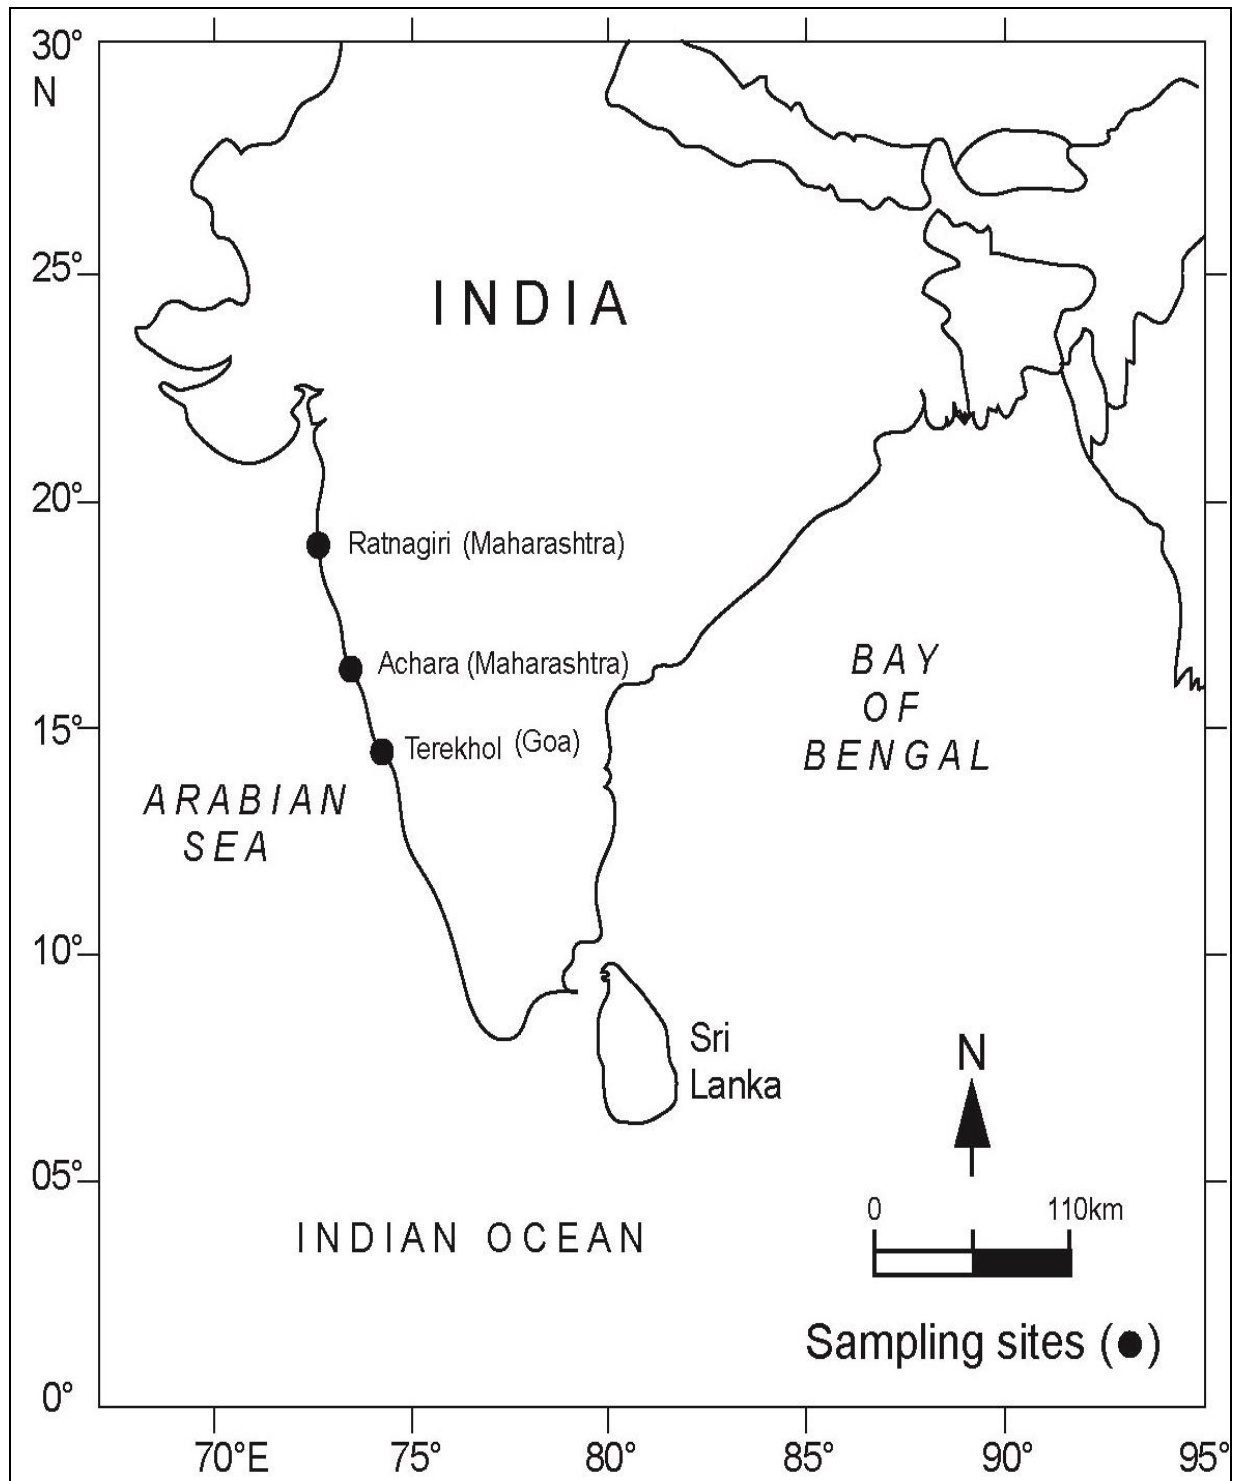 30°
N
25°
INDIA
20°
Ratnagiri (Maharashtra)
Achara (Maharashtra)
BAY
OF
BENGAL
15°
Terekhol (Goa)
ARABIAN
SEA
10°
Sri
Lanka
N
05°
0 110km
INDIAN OCEAN
Sampling sites (●)
0°
70°E 75° 80° 85° 90° 95°